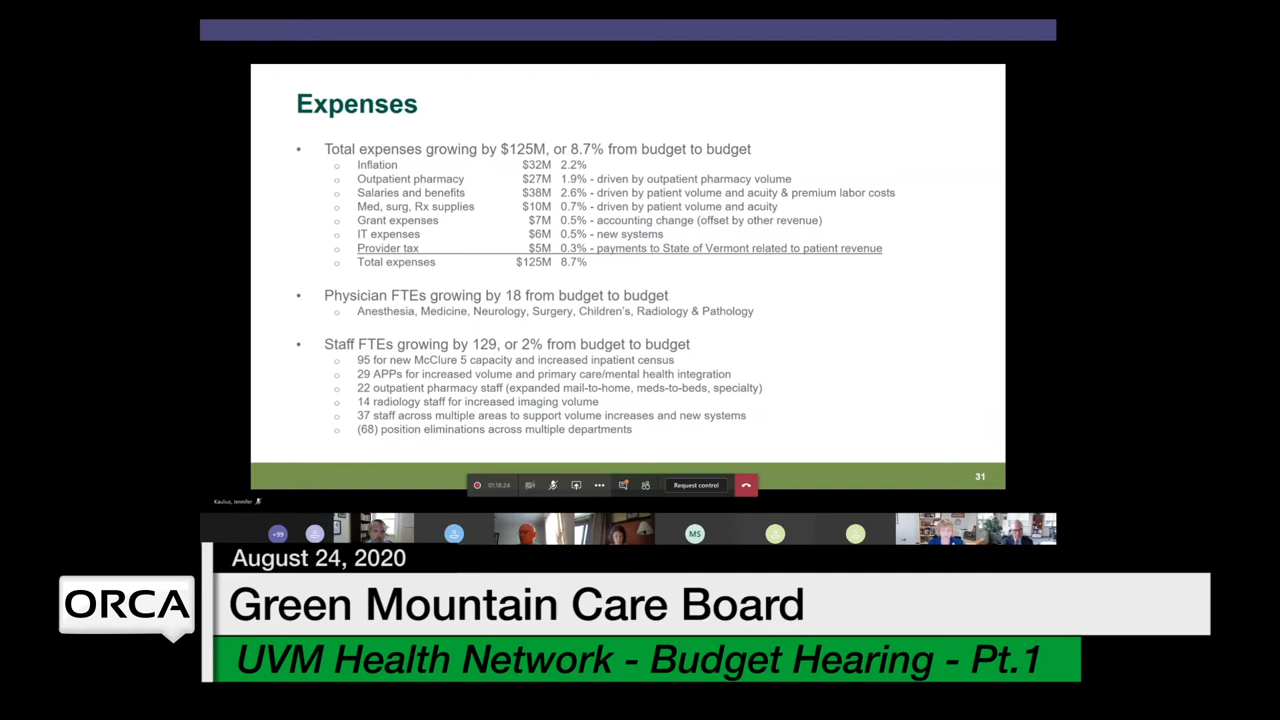 Expenses
• Total expenses growing by $125M, or 8.7% from budget to budget
o Inflation $32M 2.2%
o Outpatient pharmacy $27M 1.9% - driven by outpatient pharmacy volume
o Salaries and benefits $38M 2.6% - driven by patient volume and acuity & premium labor costs
o Med, surg, Rx supplies $10M 0.7% - driven by patient volume and acuity
o Grant expenses $7M 0.5% - accounting change (offset by other revenue)
o IT expenses $6M 0.5% - new systems
o Provider tax $5M 0.3% - payments to State of Vermont related to patient revenue
o Total expenses $125M 8.7%
• Physician FTEs growing by 18 from budget to budget
o Anesthesia, Medicine, Neurology, Surgery, Children's, Radiology & Pathology
• Staff FTEs growing by 129, or 2% from budget to budget
o 95 for new McClure 5 capacity and increased inpatient census
o 29 APPs for increased volume and primary care/mental health integration
o 22 outpatient pharmacy staff (expanded mail-to-home, meds-to-beds, specialty)
o 14 radiology staff for increased imaging volume
o 37 staff across multiple areas to support volume increases and new systems
o (68) position eliminations across multiple departments
31
01:18:24 Request control
Kaulius, Jennifer
+99 MS
August 24, 2020
ORCA
Green Mountain Care Board
UVM Health Network - Budget Hearing - Pt.1